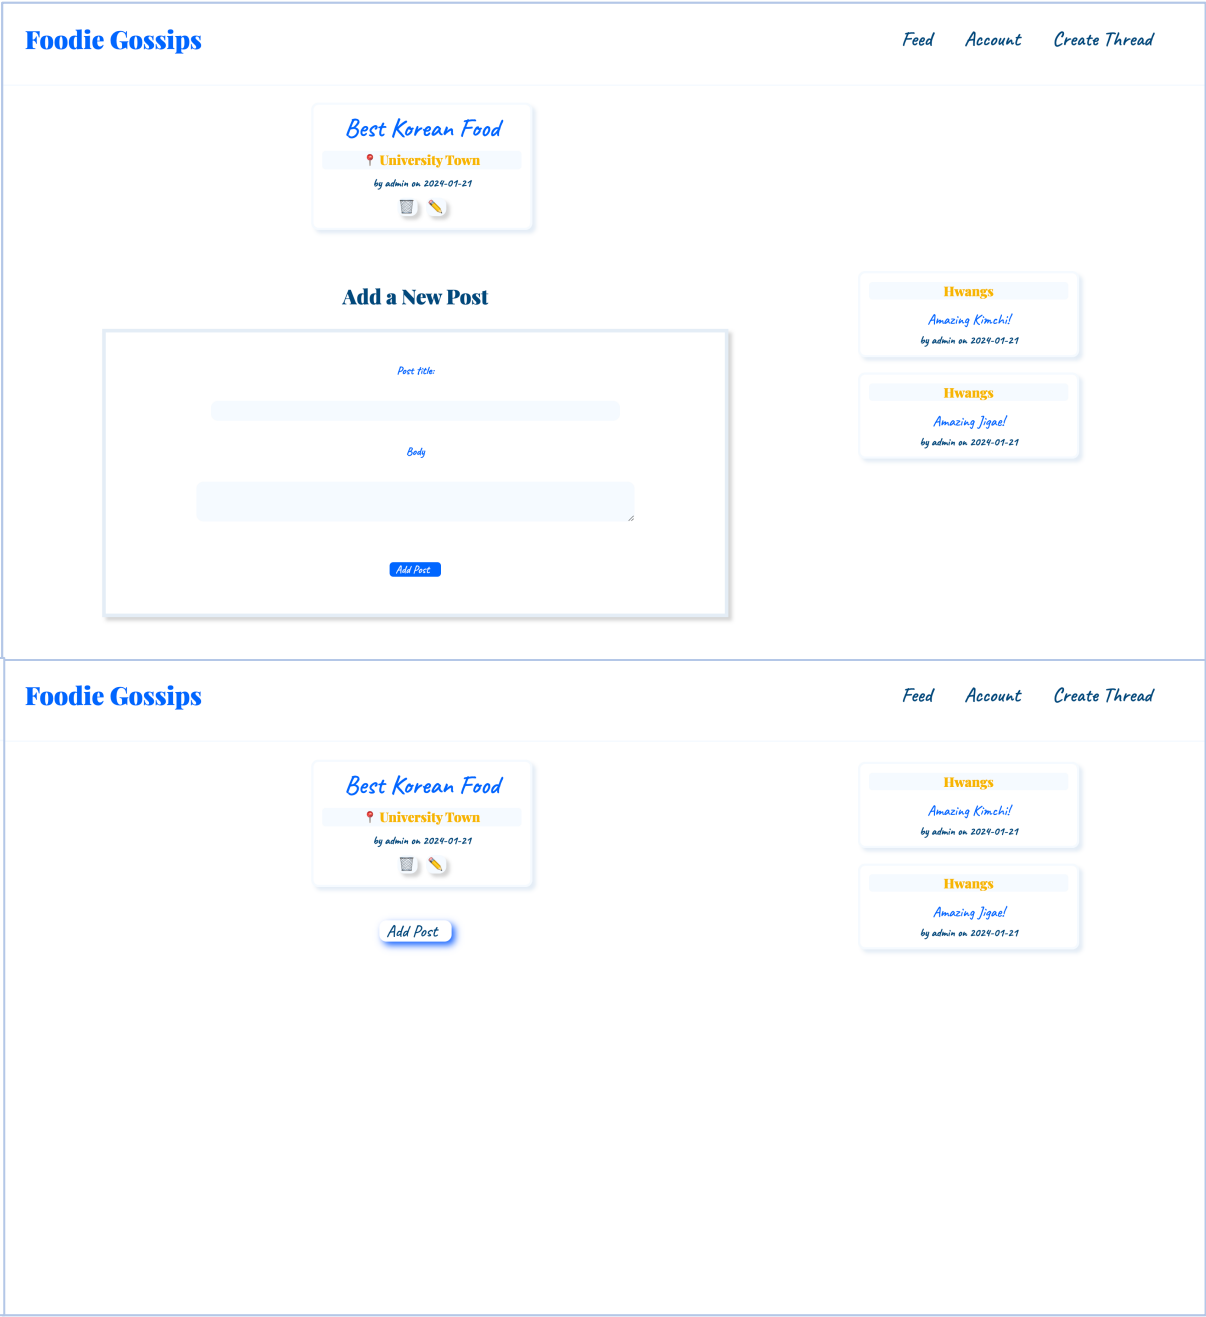 Foodie Gossips
Feed Account Create Thread
Best Korean Food
📍 University Town
by admin on 2024-01-21
Add a New Post
Post title:
Body
Add Post
Hwangs
Amazing Kimchi!
by admin on 2024-01-21
Hwangs
Amazing Jigae!
by admin on 2024-01-21
Foodie Gossips
Feed Account Create Thread
Best Korean Food
📍 University Town
by admin on 2024-01-21
Add Post
Hwangs
Amazing Kimchi!
by admin on 2024-01-21
Hwangs
Amazing Jigae!
by admin on 2024-01-21